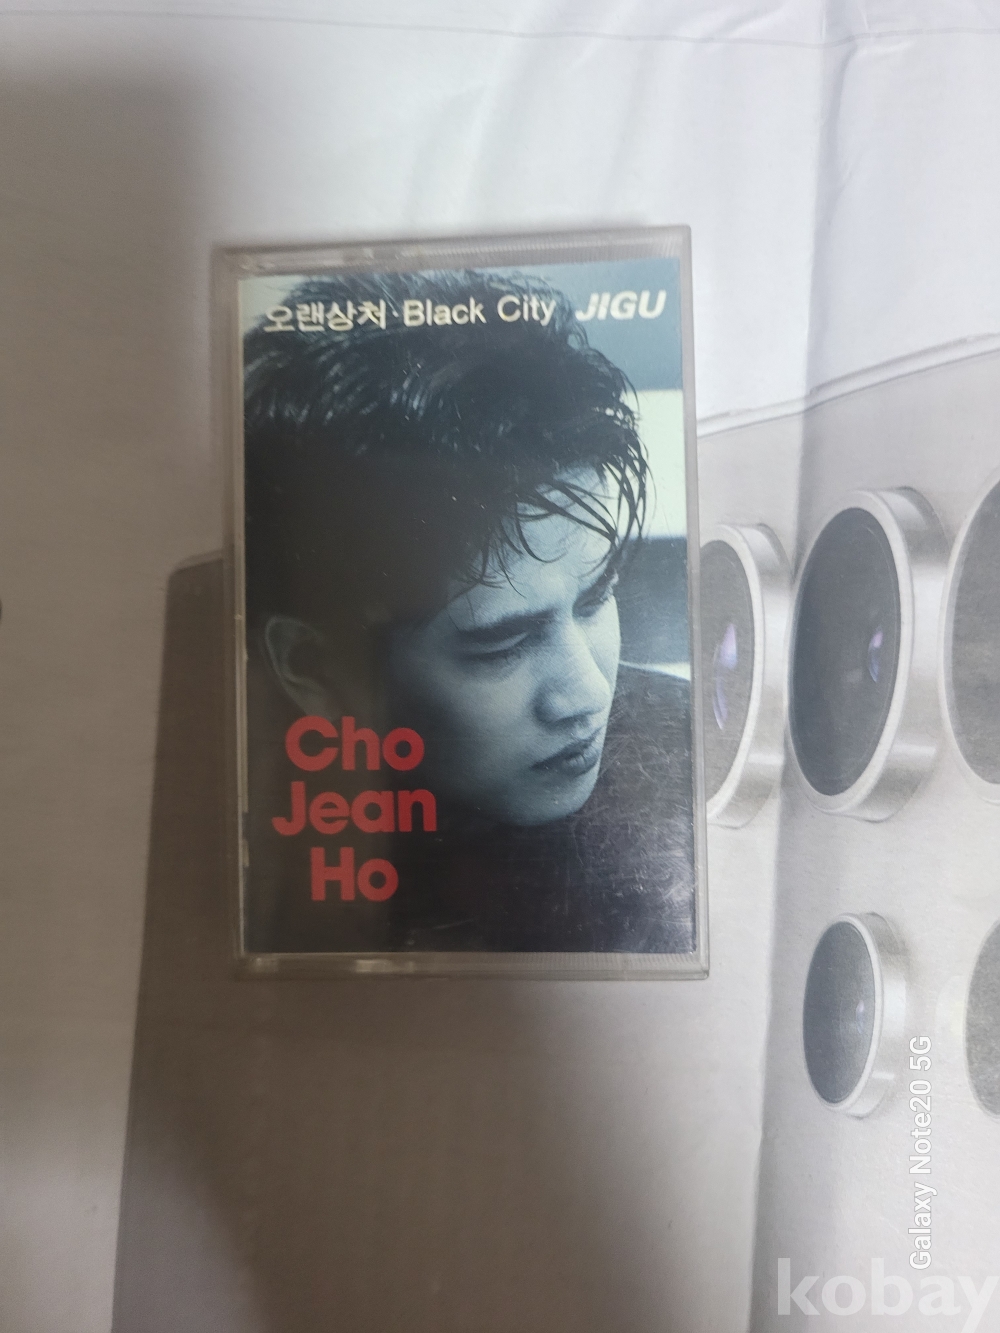 오랜상처·Black City JIGU
Cho
Jean
Ho
Galaxy Note20 5G
kobay